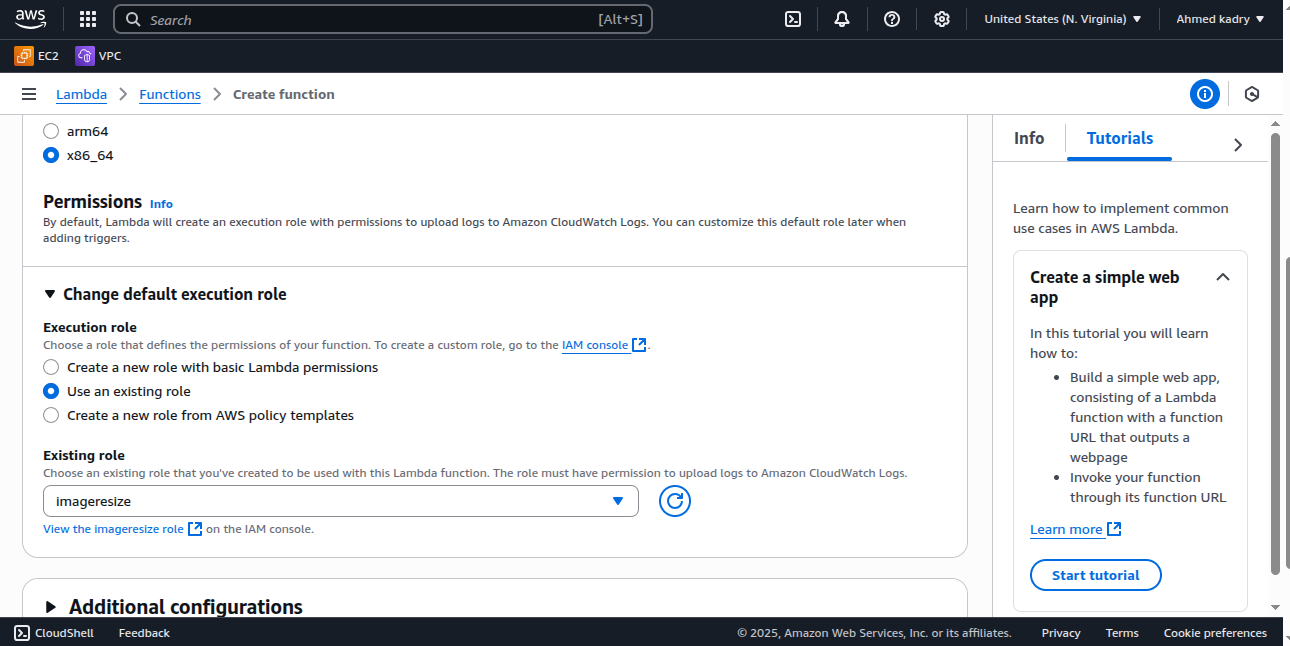 aws
Search
[Alt+S]
United States (N. Virginia)
Ahmed kadry
EC2
VPC
Lambda
Functions
Create function
arm64
x86_64
Permissions Info
By default, Lambda will create an execution role with permissions to upload logs to Amazon CloudWatch Logs. You can customize this default role later when
adding triggers.
Change default execution role
Execution role
Choose a role that defines the permissions of your function. To create a custom role, go to the IAM console.
Create a new role with basic Lambda permissions
Use an existing role
Create a new role from AWS policy templates
Existing role
Choose an existing role that you've created to be used with this Lambda function. The role must have permission to upload logs to Amazon CloudWatch Logs.
imageresize
View the imageresize role on the IAM console.
Additional configurations
Info
Tutorials
Learn how to implement common
use cases in AWS Lambda.
Create a simple web
app
In this tutorial you will learn
how to:
• Build a simple web app,
consisting of a Lambda
function with a function
URL that outputs a
webpage
• Invoke your function
through its function URL
Learn more
Start tutorial
CloudShell
Feedback
© 2025, Amazon Web Services, Inc. or its affiliates.
Privacy
Terms
Cookie preferences